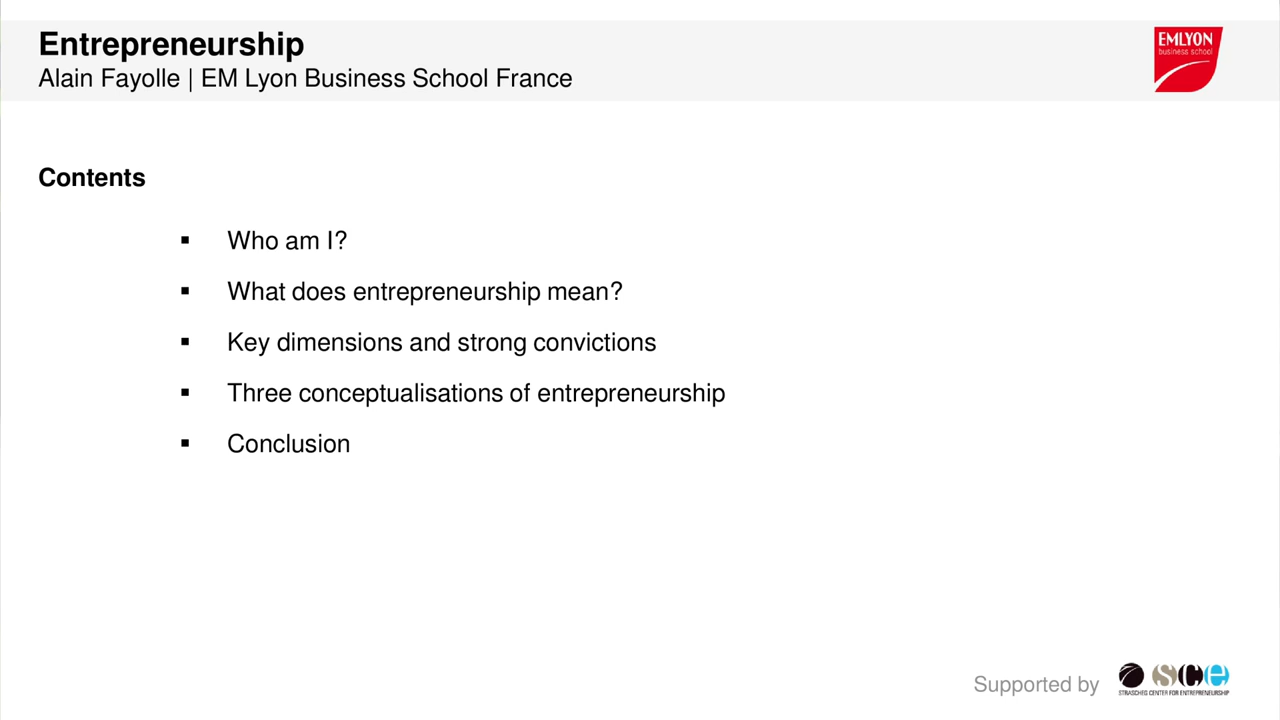 Entrepreneurship
Alain Fayolle | EM Lyon Business School France
EMLYON
business school
Contents
▪ Who am I?
▪ What does entrepreneurship mean?
▪ Key dimensions and strong convictions
▪ Three conceptualisations of entrepreneurship
▪ Conclusion
Supported by
sce
STRASCHEG CENTER FOR ENTREPRENEURSHIP